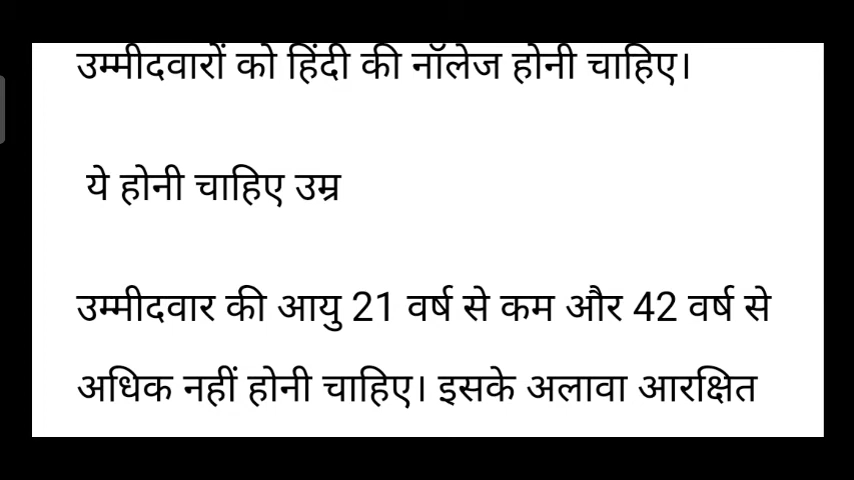 उम्मीदवारों को हिंदी की नॉलेज होनी चाहिए।
ये होनी चाहिए उम्र
उम्मीदवार की आयु 21 वर्ष से कम और 42 वर्ष से
अधिक नहीं होनी चाहिए। इसके अलावा आरक्षित